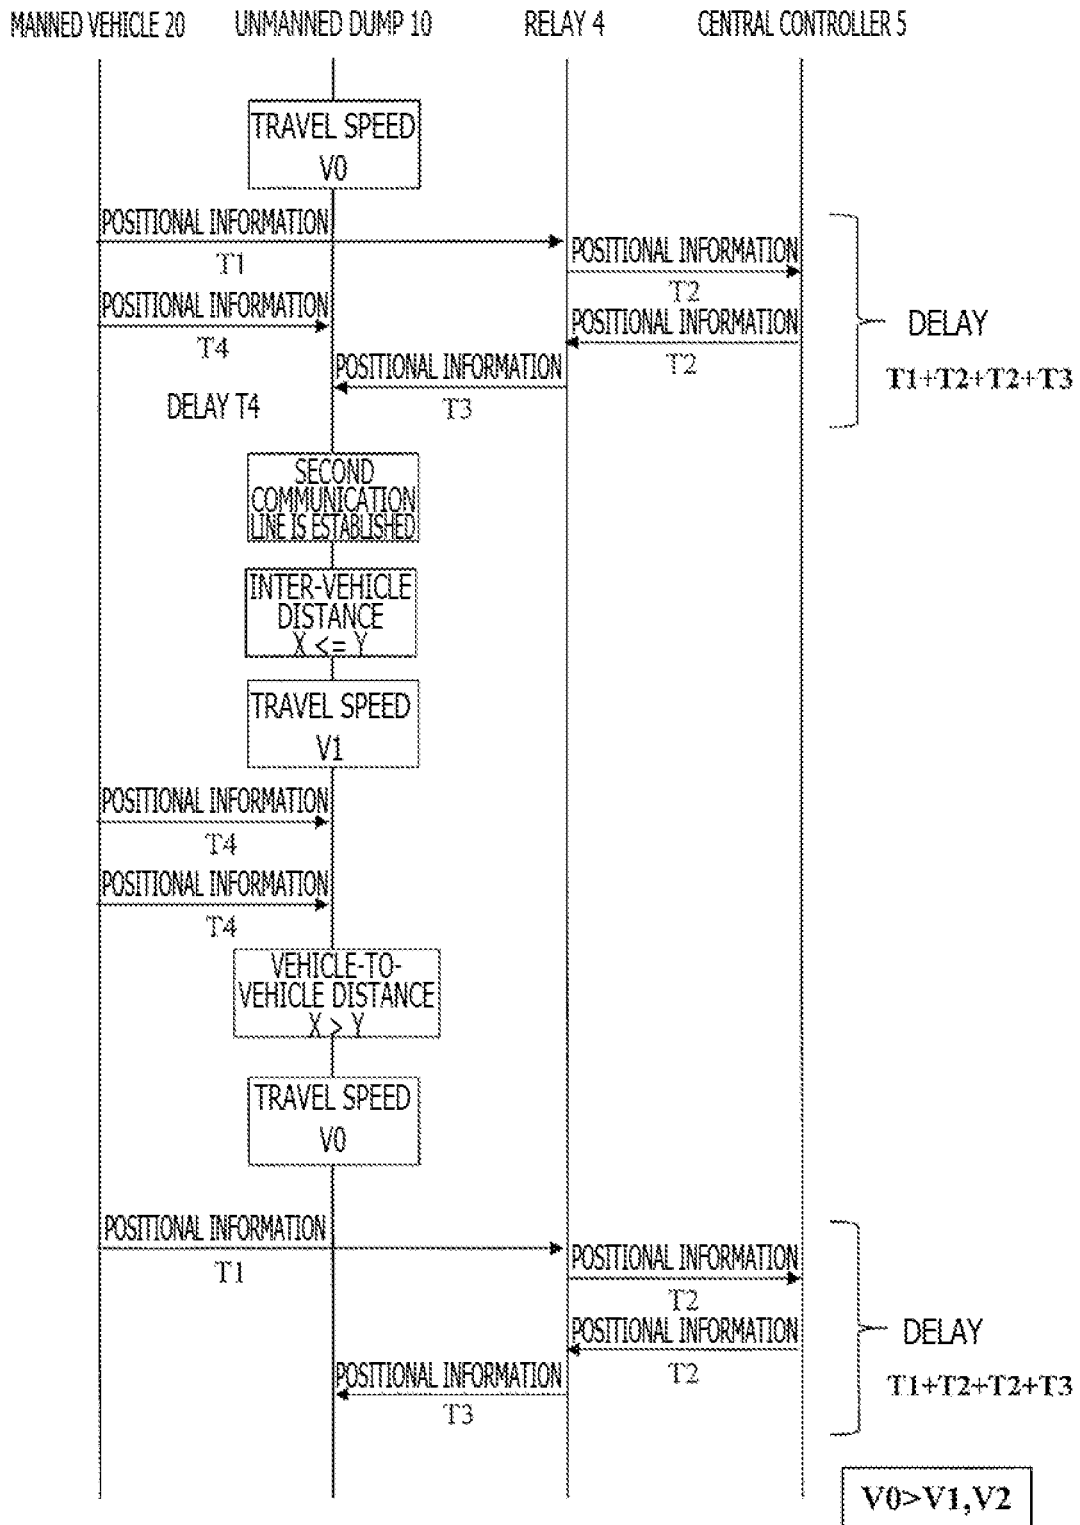 MANNED VEHICLE 20
UNMANNED DUMP 10
RELAY 4
CENTRAL CONTROLLER 5
TRAVEL SPEED
V0
POSITIONAL INFORMATION
T1
POSITIONAL INFORMATION
T2
POSITIONAL INFORMATION
T4
POSITIONAL INFORMATION
T2
POSITIONAL INFORMATION
T3
DELAY
T1+T2+T2+T3
DELAY T4
SECOND
COMMUNICATION
LINE IS ESTABLISHED
INTER-VEHICLE
DISTANCE
X <= Y
TRAVEL SPEED
V1
POSITIONAL INFORMATION
T4
POSITIONAL INFORMATION
T4
VEHICLE-TO-
VEHICLE DISTANCE
X > Y
TRAVEL SPEED
V0
POSITIONAL INFORMATION
T1
POSITIONAL INFORMATION
T2
POSITIONAL INFORMATION
T2
POSITIONAL INFORMATION
T3
DELAY
T1+T2+T2+T3
V0>V1,V2